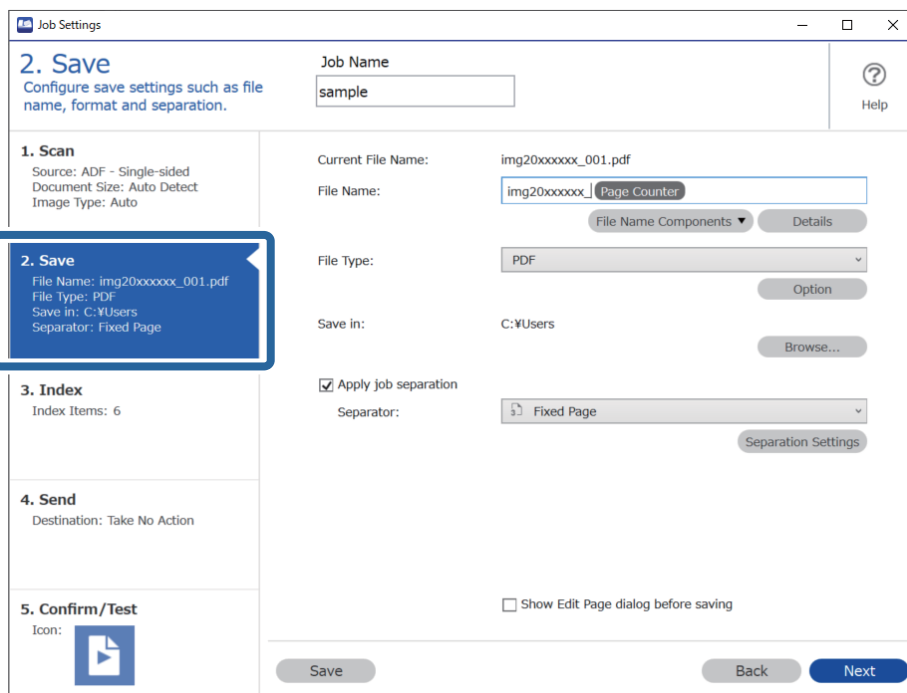 Job Settings
2. Save
Configure save settings such as file
name, format and separation.
Job Name
sample
Help
1. Scan
Source: ADF - Single-sided
Document Size: Auto Detect
Image Type: Auto
2. Save
File Name: img20xxxxxx_001.pdf
File Type: PDF
Save in: C:¥Users
Separator: Fixed Page
3. Index
Index Items: 6
4. Send
Destination: Take No Action
5. Confirm/Test
Icon:
Current File Name: img20xxxxxx_001.pdf
File Name: img20xxxxxx_ Page Counter
File Name Components ▼ Details
File Type: PDF
Option
Save in: C:¥Users
Browse...
Apply job separation
Separator: Fixed Page
Separation Settings
Show Edit Page dialog before saving
Save Back Next